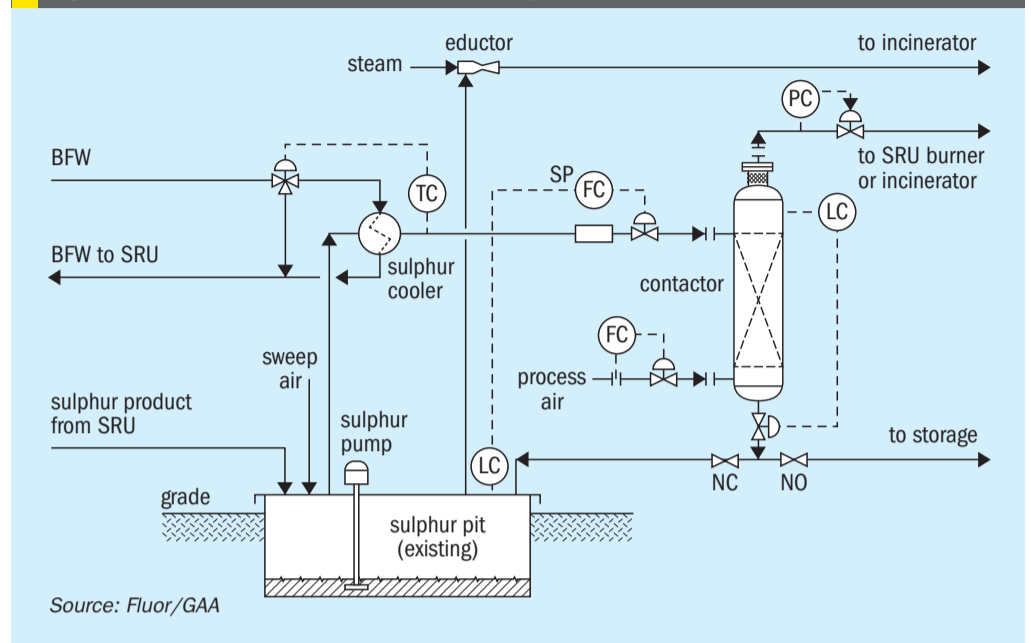 eductor
to incinerator
steam
PC
BFW
to SRU burner
or incinerator
SP
FC
TC
LC
BFW to SRU
sulphur
cooler
contactor
FC
sweep
air
process
air
sulphur product
from SRU
sulphur
pump
to storage
LC
NC
NO
grade
sulphur pit
(existing)
Source: Fluor/GAA